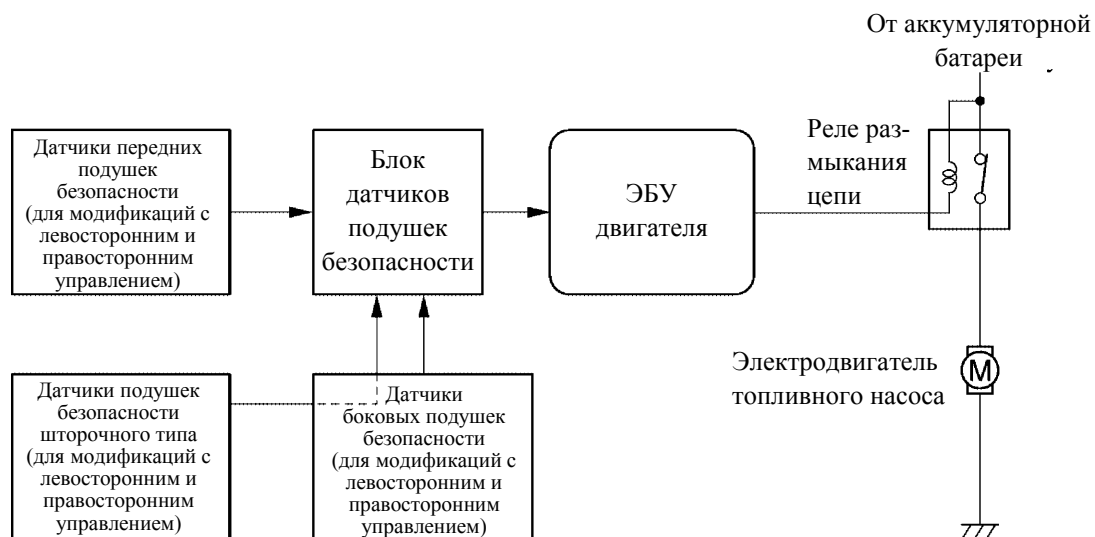 От аккумуляторной
батареи
Датчики передних
подушек
безопасности
(для модификаций с
левосторонним и
правосторонним
управлением)
Блок
датчиков
подушек
безопасности
ЭБУ
двигателя
Реле раз-
мыкания
цепи
Датчики подушек
безопасности
шторочного типа
(для модификаций с
левосторонним и
правосторонним
управлением)
Датчики
боковых подушек
безопасности
(для модификаций с
левосторонним и
правосторонним
управлением)
Электродвигатель
топливного насоса
M